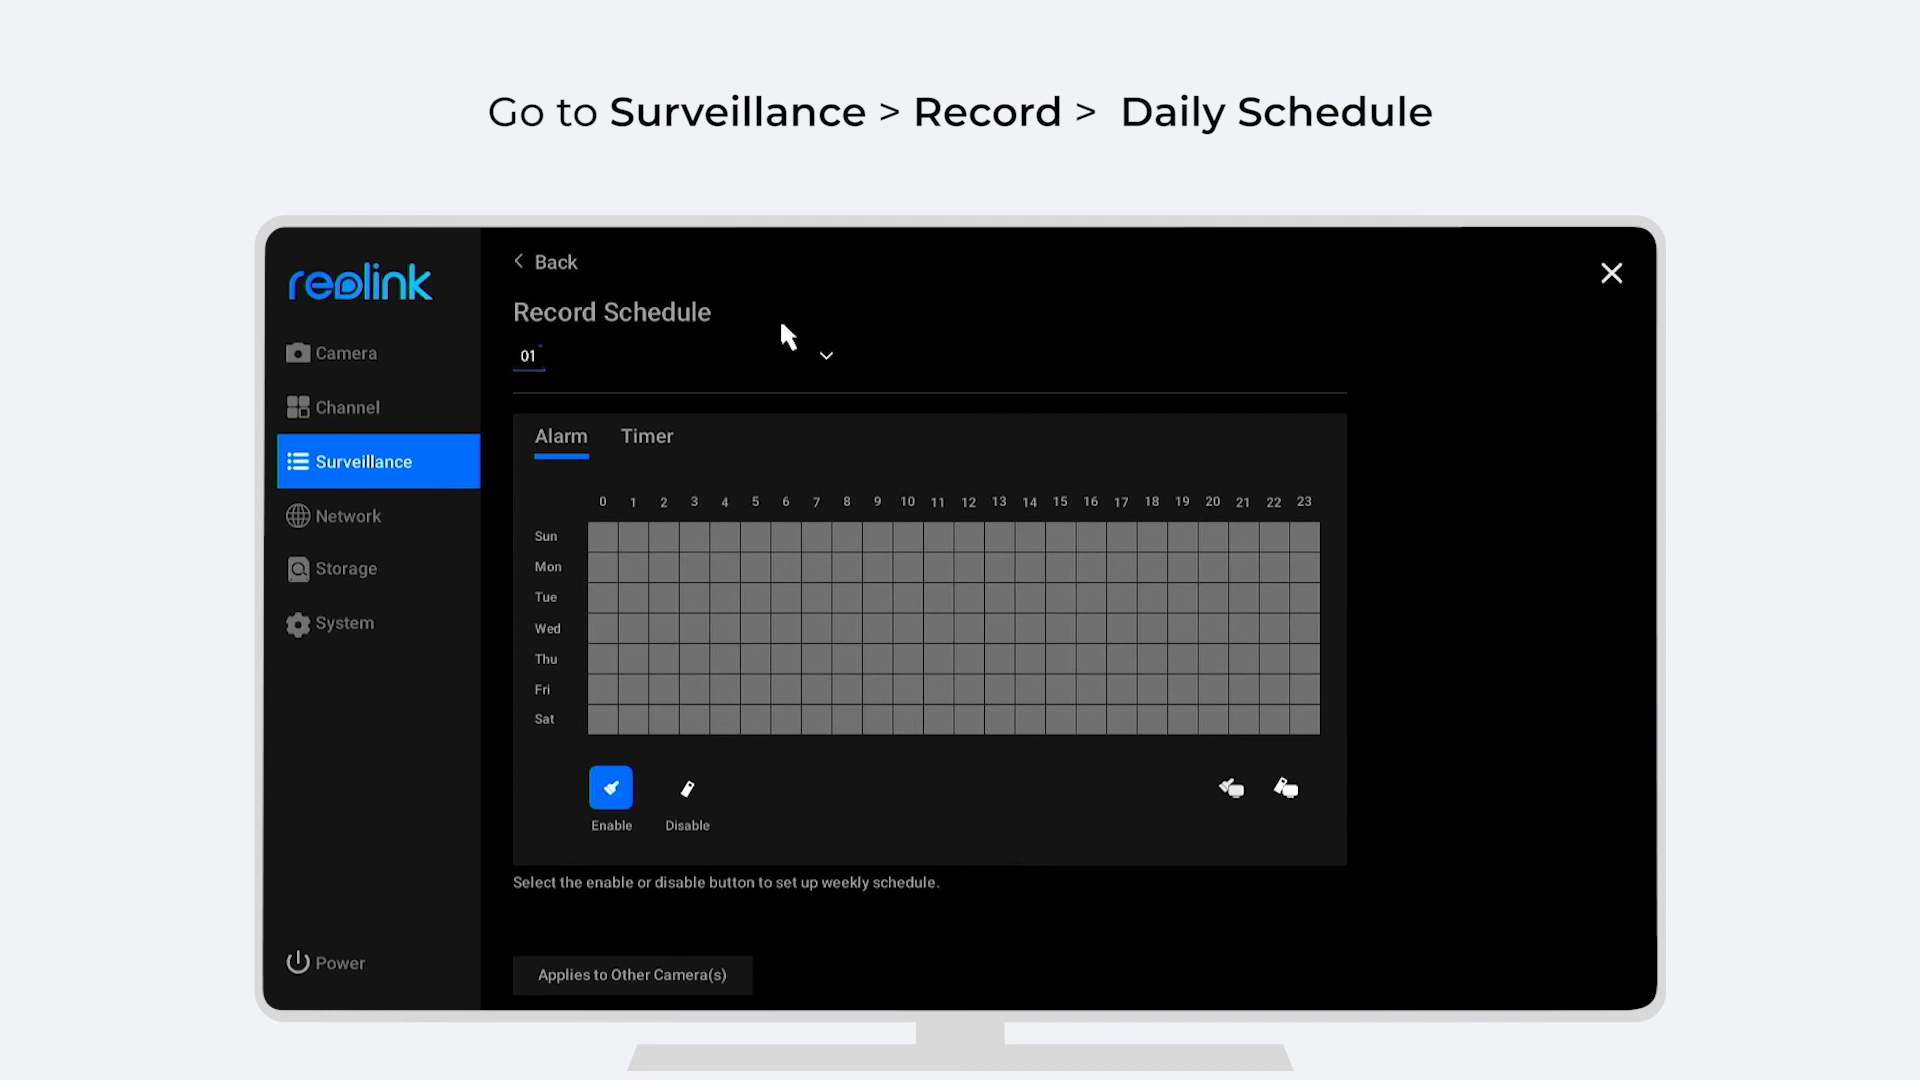 Go to Surveillance > Record > Daily Schedule
reolink
Camera
Channel
Surveillance
Network
Storage
System
Power
Back
Record Schedule
01
Alarm Timer
0 1 2 3 4 5 6 7 8 9 10 11 12 13 14 15 16 17 18 19 20 21 22 23
Sun
Mon
Tue
Wed
Thu
Fri
Sat
Enable Disable
Select the enable or disable button to set up weekly schedule.
Applies to Other Camera(s)